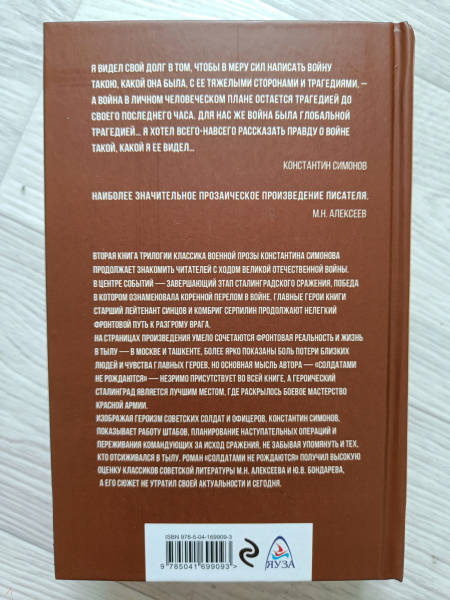 Я ВИДЕЛ СВОЙ ДОЛГ В ТОМ, ЧТОБЫ В МЕРУ СИЛ НАПИСАТЬ ВОЙНУ
ТАКОЮ, КАКОЙ ОНА БЫЛА, С ЕЕ ТЯЖЕЛЫМИ СТОРОНАМИ И ТРАГЕДИЯМИ, –
А ВОЙНА В ЛИЧНОМ ЧЕЛОВЕЧЕСКОМ ПЛАНЕ ОСТАЕТСЯ ТРАГЕДИЕЙ ДО
СВОЕГО ПОСЛЕДНЕГО ЧАСА. ДЛЯ НАС ЖЕ ВОЙНА БЫЛА ГЛОБАЛЬНОЙ
ТРАГЕДИЕЙ... Я ХОТЕЛ ВСЕГО-НАВСЕГО РАССКАЗАТЬ ПРАВДУ О ВОЙНЕ
ТАКОЙ, КАКОЙ Я ЕЕ ВИДЕЛ...
КОНСТАНТИН СИМОНОВ
НАИБОЛЕЕ ЗНАЧИТЕЛЬНОЕ ПРОЗАИЧЕСКОЕ ПРОИЗВЕДЕНИЕ ПИСАТЕЛЯ.
М.Н. АЛЕКСЕЕВ
ВТОРАЯ КНИГА ТРИЛОГИИ КЛАССИКА ВОЕННОЙ ПРОЗЫ КОНСТАНТИНА СИМОНОВА
ПРОДОЛЖАЕТ ЗНАКОМИТЬ ЧИТАТЕЛЕЙ С ХОДОМ ВЕЛИКОЙ ОТЕЧЕСТВЕННОЙ ВОЙНЫ.
В ЦЕНТРЕ СОБЫТИЙ — ЗАВЕРШАЮЩИЙ ЭТАП СТАЛИНГРАДСКОГО СРАЖЕНИЯ, ПОБЕДА
В КОТОРОМ ОЗНАМЕНОВАЛА КОРЕННОЙ ПЕРЕЛОМ В ВОЙНЕ. ГЛАВНЫЕ ГЕРОИ КНИГИ
СТАРШИЙ ЛЕЙТЕНАНТ СИНЦОВ И КОМБРИГ СЕРПИЛИН ПРОДОЛЖАЮТ НЕЛЕГКИЙ
ФРОНТОВОЙ ПУТЬ К РАЗГРОМУ ВРАГА.
НА СТРАНИЦАХ ПРОИЗВЕДЕНИЯ УМЕЛО СОЧЕТАЮТСЯ ФРОНТОВАЯ РЕАЛЬНОСТЬ И ЖИЗНЬ
В ТЫЛУ — В МОСКВЕ И ТАШКЕНТЕ, БОЛЕЕ ЯРКО ПОКАЗАНЫ БОЛЬ ПОТЕРИ БЛИЗКИХ
ЛЮДЕЙ И ЧУВСТВА ГЛАВНЫХ ГЕРОЕВ, НО ОСНОВНАЯ МЫСЛЬ АВТОРА — «СОЛДАТАМИ
НЕ РОЖДАЮТСЯ» — НЕЗРИМО ПРИСУТСТВУЕТ ВО ВСЕЙ КНИГЕ, А ГЕРОИЧЕСКИЙ
СТАЛИНГРАД ЯВЛЯЕТСЯ ЛУЧШИМ МЕСТОМ, ГДЕ РАСКРЫЛОСЬ БОЕВОЕ МАСТЕРСТВО
КРАСНОЙ АРМИИ.
ИЗОБРАЖАЯ ГЕРОИЗМ СОВЕТСКИХ СОЛДАТ И ОФИЦЕРОВ, КОНСТАНТИН СИМОНОВ,
ПОКАЗЫВАЕТ РАБОТУ ШТАБОВ, ПЛАНИРОВАНИЕ НАСТУПАТЕЛЬНЫХ ОПЕРАЦИЙ И
ПЕРЕЖИВАНИЯ КОМАНДУЮЩИХ ЗА ИСХОД СРАЖЕНИЯ, НЕ ЗАБЫВАЯ УПОМЯНУТЬ И ТЕХ,
КТО ОТСИЖИВАЛСЯ В ТЫЛУ. РОМАН «СОЛДАТАМИ НЕ РОЖДАЮТСЯ» ПОЛУЧИЛ ВЫСОКУЮ
ОЦЕНКУ КЛАССИКОВ СОВЕТСКОЙ ЛИТЕРАТУРЫ М.Н. АЛЕКСЕЕВА И Ю.В. БОНДАРЕВА,
А ЕГО СЮЖЕТ НЕ УТРАТИЛ СВОЕЙ АКТУАЛЬНОСТИ И СЕГОДНЯ.
ISBN 978-5-04-169909-3
9 785041 699093 >
ЯУЗА